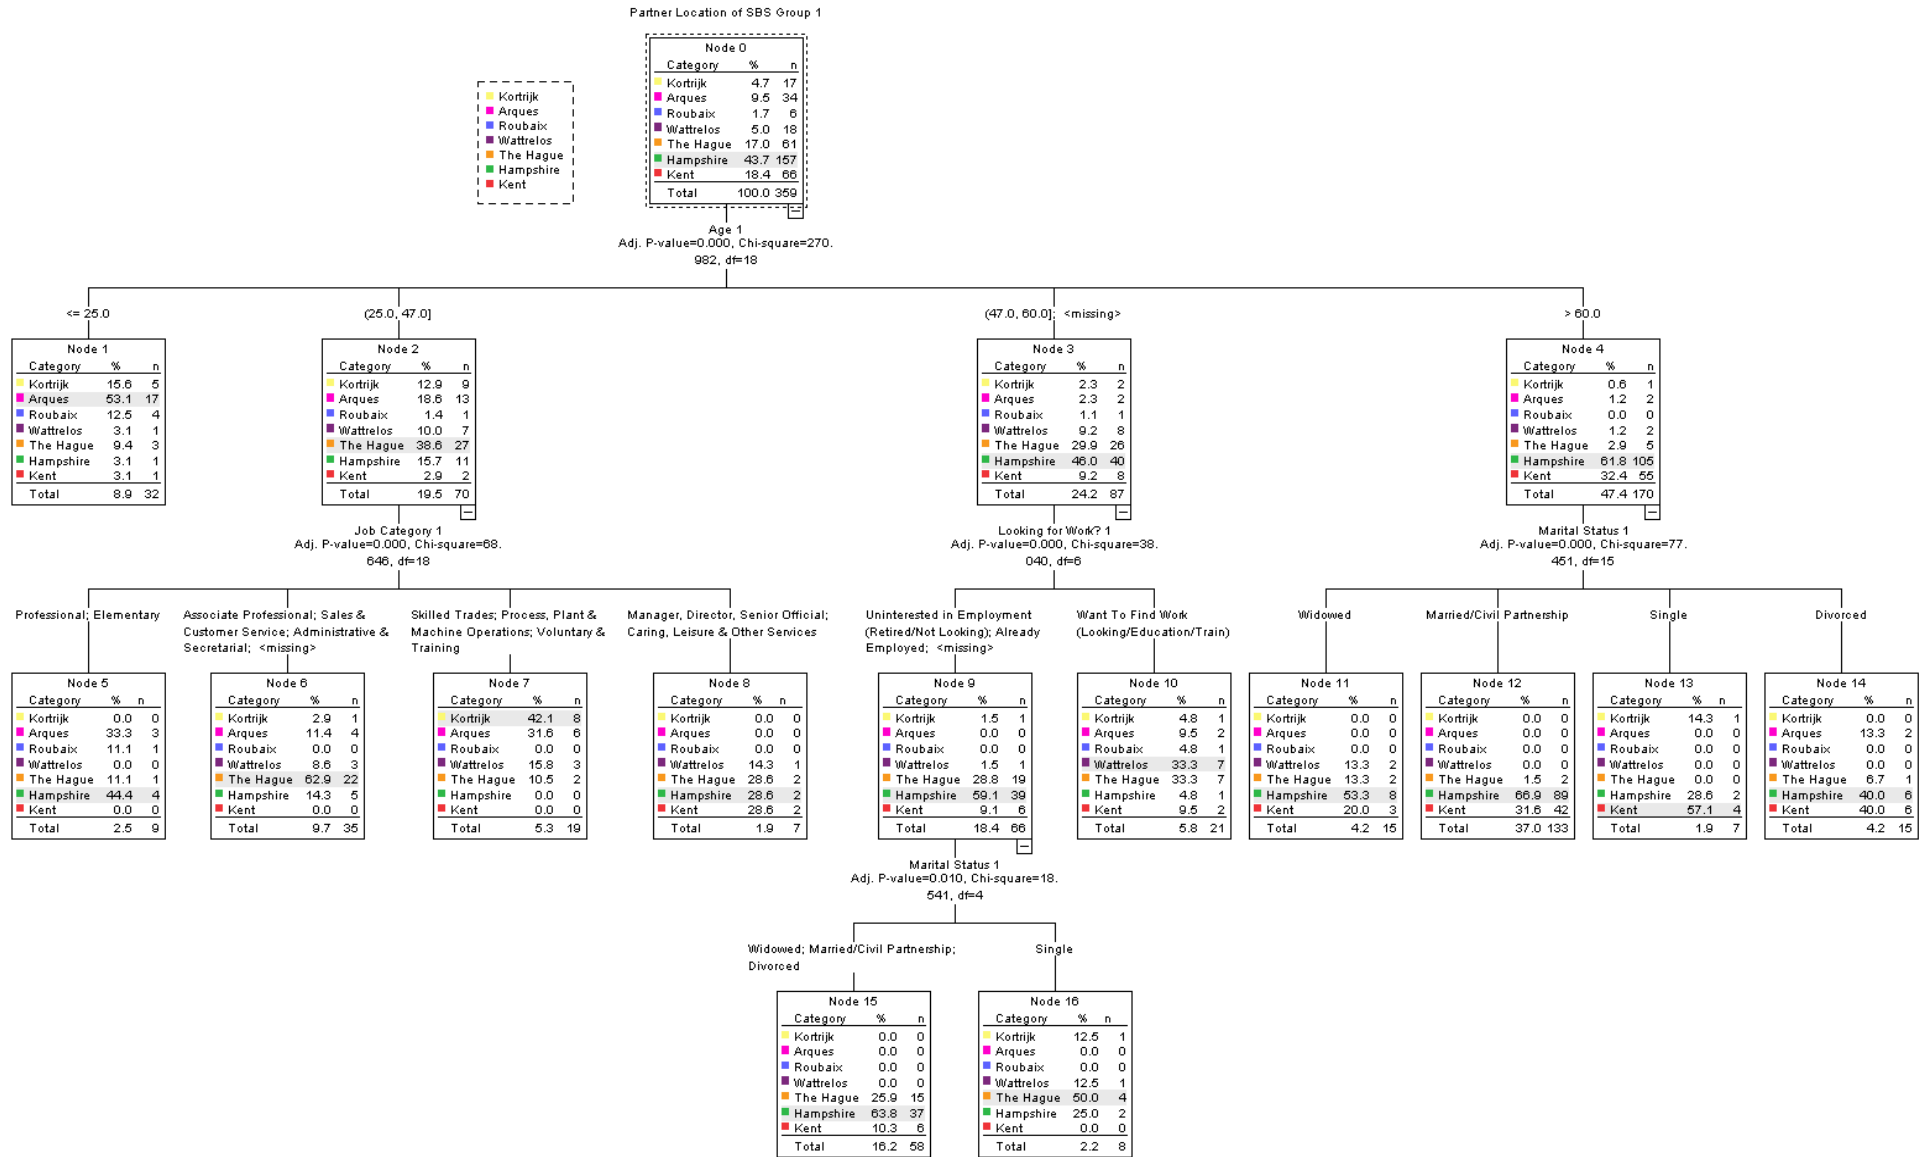 Partner Location of SBS Group 1
Kortrijk
Arques
Roubaix
Wattrelos
The Hague
Hampshire
Kent
Node 0
Category % n
Kortrijk 4.7 17
Arques 9.5 34
Roubaix 1.7 6
Wattrelos 5.0 18
The Hague 17.0 61
Hampshire 43.7 157
Kent 18.4 66
Total 100.0 359
Age 1
Adj. P-value=0.000, Chi-square=270.
982, df=18
<= 25.0
(25.0, 47.0]
(47.0, 60.0]; <missing>
> 60.0
Node 1
Category % n
Kortrijk 15.6 5
Arques 53.1 17
Roubaix 12.5 4
Wattrelos 3.1 1
The Hague 9.4 3
Hampshire 3.1 1
Kent 3.1 1
Total 8.9 32
Node 2
Category % n
Kortrijk 12.9 9
Arques 18.6 13
Roubaix 1.4 1
Wattrelos 10.0 7
The Hague 38.6 27
Hampshire 15.7 11
Kent 2.9 2
Total 19.5 70
Node 3
Category % n
Kortrijk 2.3 2
Arques 2.3 2
Roubaix 1.1 1
Wattrelos 9.2 8
The Hague 29.9 26
Hampshire 46.0 40
Kent 9.2 8
Total 24.2 87
Node 4
Category % n
Kortrijk 0.6 1
Arques 1.2 2
Roubaix 0.0 0
Wattrelos 1.2 2
The Hague 2.9 5
Hampshire 61.8 105
Kent 32.4 55
Total 47.4 170
Job Category 1
Adj. P-value=0.000, Chi-square=68.
646, df=18
Looking for Work? 1
Adj. P-value=0.000, Chi-square=38.
040, df=6
Marital Status 1
Adj. P-value=0.000, Chi-square=77.
451, df=15
Professional; Elementary
Associate Professional; Sales &
Customer Service; Administrative &
Secretarial; <missing>
Skilled Trades; Process, Plant &
Machine Operations; Voluntary &
Training
Manager, Director, Senior Official;
Caring, Leisure & Other Services
Uninterested in Employment
(Retired/Not Looking); Already
Employed; <missing>
Want To Find Work
(Looking/Education/Train)
Widowed
Married/Civil Partnership
Single
Divorced
Node 5
Category % n
Kortrijk 0.0 0
Arques 33.3 3
Roubaix 11.1 1
Wattrelos 0.0 0
The Hague 11.1 1
Hampshire 44.4 4
Kent 0.0 0
Total 2.5 9
Node 6
Category % n
Kortrijk 2.9 1
Arques 11.4 4
Roubaix 0.0 0
Wattrelos 8.6 3
The Hague 62.9 22
Hampshire 14.3 5
Kent 0.0 0
Total 9.7 35
Node 7
Category % n
Kortrijk 42.1 8
Arques 31.6 6
Roubaix 0.0 0
Wattrelos 15.8 3
The Hague 10.5 2
Hampshire 0.0 0
Kent 0.0 0
Total 5.3 19
Node 8
Category % n
Kortrijk 0.0 0
Arques 0.0 0
Roubaix 0.0 0
Wattrelos 14.3 1
The Hague 28.6 2
Hampshire 28.6 2
Kent 28.6 2
Total 1.9 7
Node 9
Category % n
Kortrijk 1.5 1
Arques 0.0 0
Roubaix 0.0 0
Wattrelos 1.5 1
The Hague 28.8 19
Hampshire 59.1 39
Kent 9.1 6
Total 18.4 66
Node 10
Category % n
Kortrijk 4.8 1
Arques 9.5 2
Roubaix 4.8 1
Wattrelos 33.3 7
The Hague 33.3 7
Hampshire 4.8 1
Kent 9.5 2
Total 5.8 21
Node 11
Category % n
Kortrijk 0.0 0
Arques 0.0 0
Roubaix 0.0 0
Wattrelos 13.3 2
The Hague 13.3 2
Hampshire 53.3 8
Kent 20.0 3
Total 4.2 15
Node 12
Category % n
Kortrijk 0.0 0
Arques 0.0 0
Roubaix 0.0 0
Wattrelos 0.0 0
The Hague 1.5 2
Hampshire 66.9 89
Kent 31.6 42
Total 37.0 133
Node 13
Category % n
Kortrijk 14.3 1
Arques 0.0 0
Roubaix 0.0 0
Wattrelos 0.0 0
The Hague 0.0 0
Hampshire 28.6 2
Kent 57.1 4
Total 1.9 7
Node 14
Category % n
Kortrijk 0.0 0
Arques 13.3 2
Roubaix 0.0 0
Wattrelos 0.0 0
The Hague 6.7 1
Hampshire 40.0 6
Kent 40.0 6
Total 4.2 15
Marital Status 1
Adj. P-value=0.010, Chi-square=18.
541, df=4
Widowed; Married/Civil Partnership;
Divorced
Single
Node 15
Category % n
Kortrijk 0.0 0
Arques 0.0 0
Roubaix 0.0 0
Wattrelos 0.0 0
The Hague 25.9 15
Hampshire 63.8 37
Kent 10.3 6
Total 16.2 58
Node 16
Category % n
Kortrijk 12.5 1
Arques 0.0 0
Roubaix 0.0 0
Wattrelos 12.5 1
The Hague 50.0 4
Hampshire 25.0 2
Kent 0.0 0
Total 2.2 8